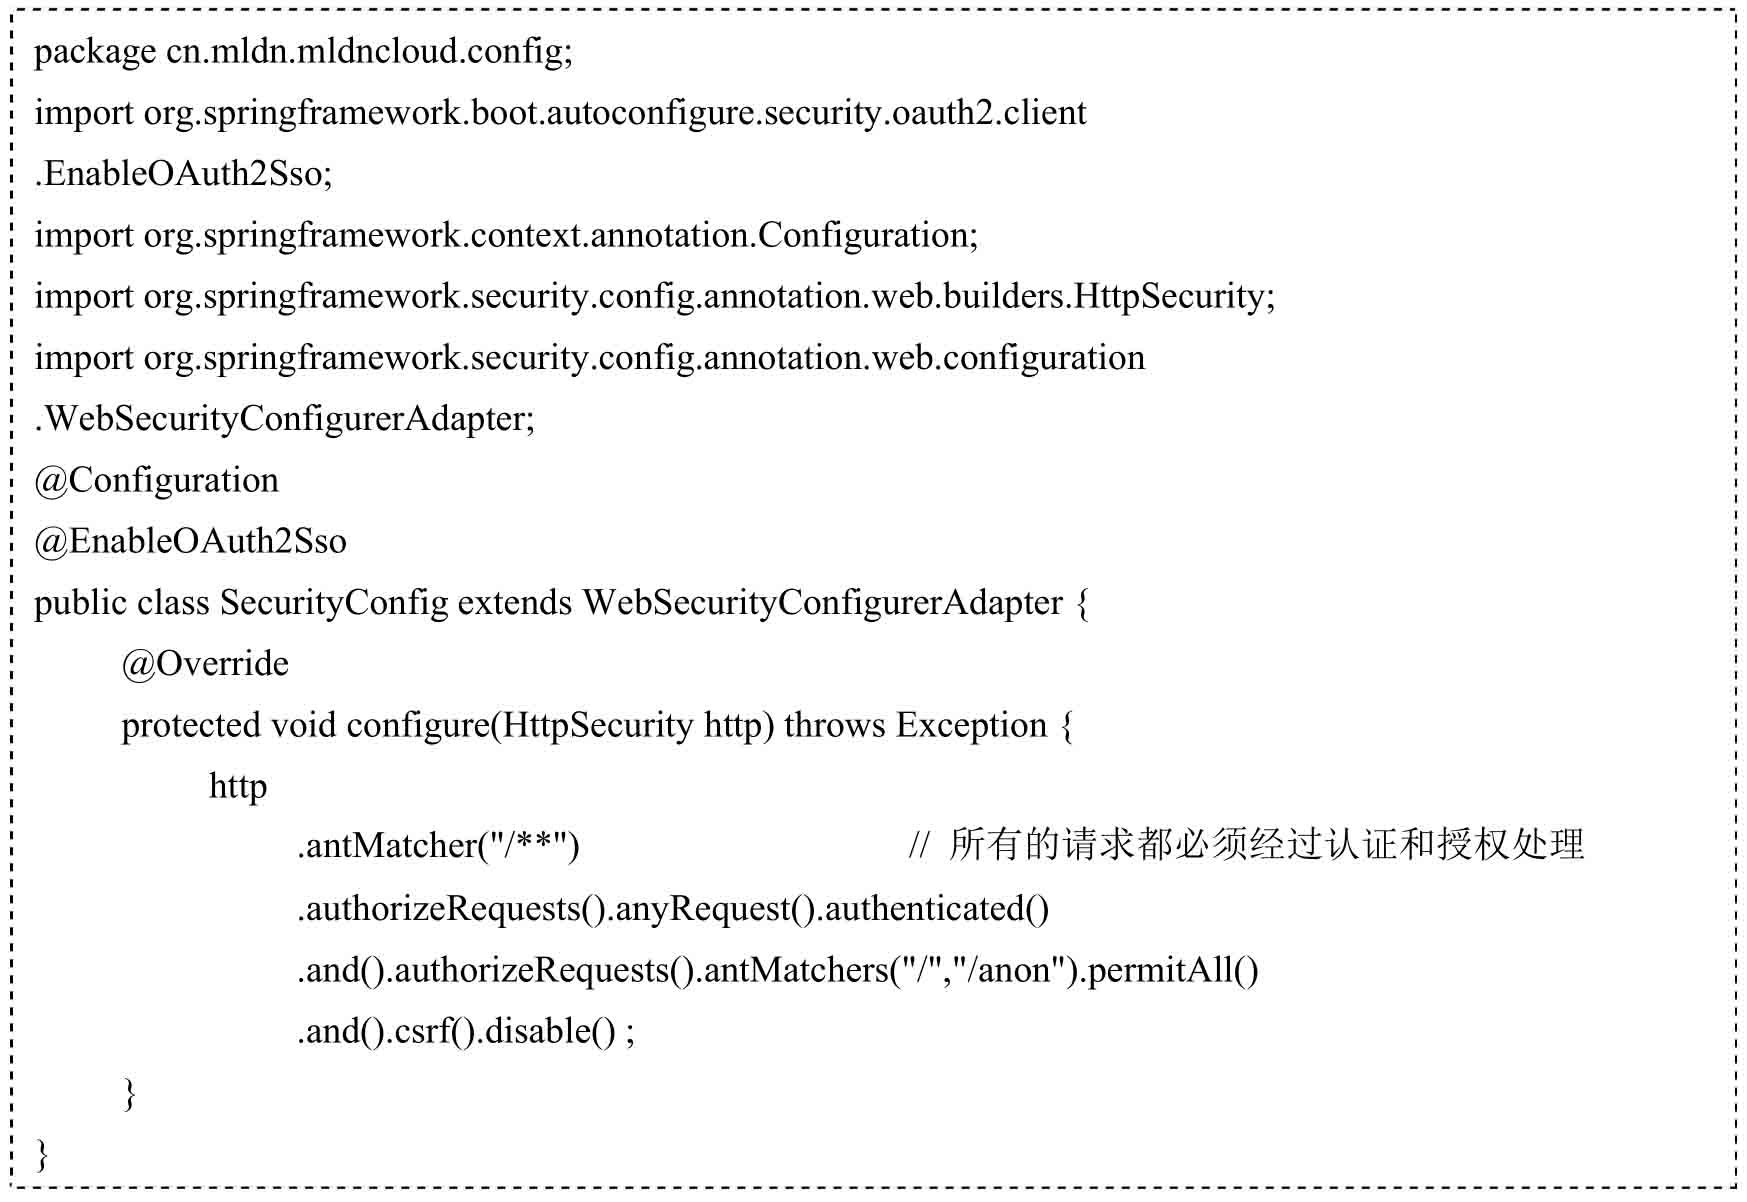 package cn.mldn.mldncloud.config;
import org.springframework.boot.autoconfigure.security.oauth2.client
.EnableOAuth2Sso;
import org.springframework.context.annotation.Configuration;
import org.springframework.security.config.annotation.web.builders.HttpSecurity;
import org.springframework.security.config.annotation.web.configuration
.WebSecurityConfigurerAdapter;
@Configuration
@EnableOAuth2Sso
public class SecurityConfig extends WebSecurityConfigurerAdapter {
@Override
protected void configure(HttpSecurity http) throws Exception {
http
.antMatcher("/**") // 所有的请求都必须经过认证和授权处理
.authorizeRequests().anyRequest().authenticated()
.and().authorizeRequests().antMatchers("/","/anon").permitAll()
.and().csrf().disable() ;
}
}